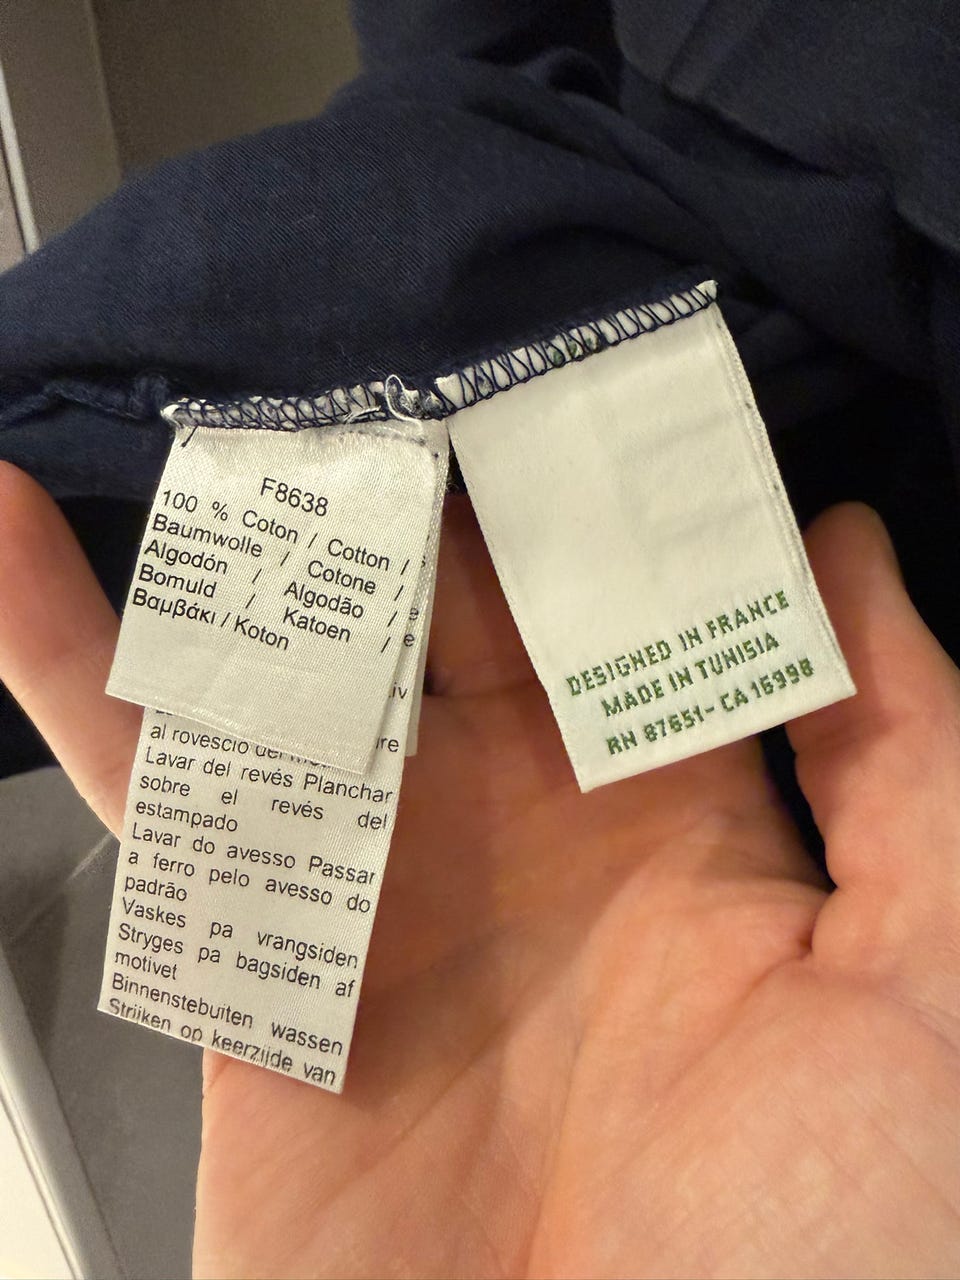 F8638
100 % Coton / Cotton /
Baumwolle / Cotone /
Algodón / Algodão /
Bomuld / Katoen /
Βαμβάκι / Koton
al rovescio
Lavar del revés Planchar
sobre el revés del
estampado
Lavar do avesso Passar
a ferro pelo avesso do
padrão
Vaskes pa vrangsiden
Stryges pa bagsiden af
motivet
Binnenstebuiten wassen
Strijken op keerzijde van
DESIGNED IN FRANCE
MADE IN TUNISIA
RN 87651- CA 16998